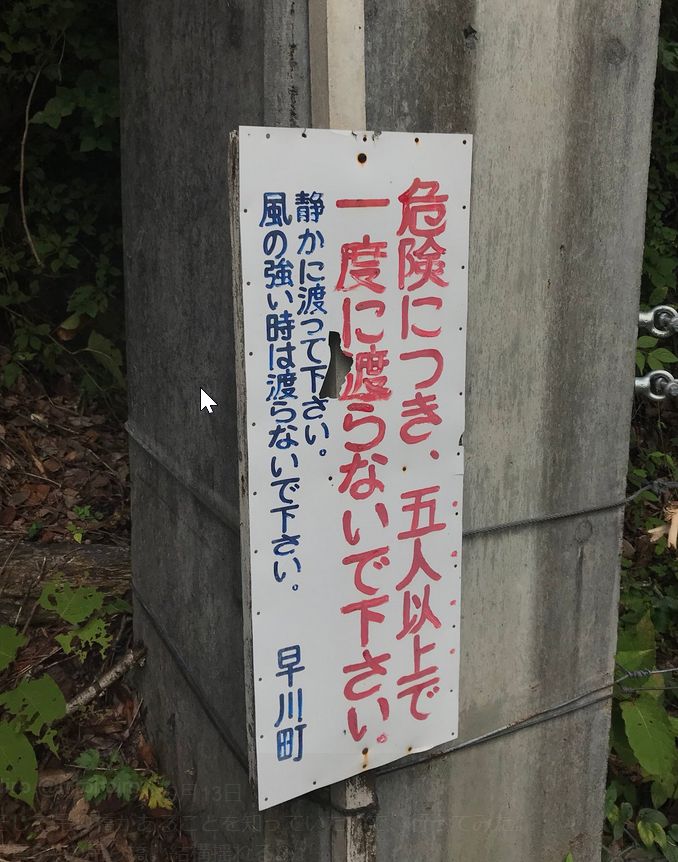 危険につき、五人以上で
一度に渡らないで下さい。
静かに渡って下さい。
風の強い時は渡らないで下さい。
早川町